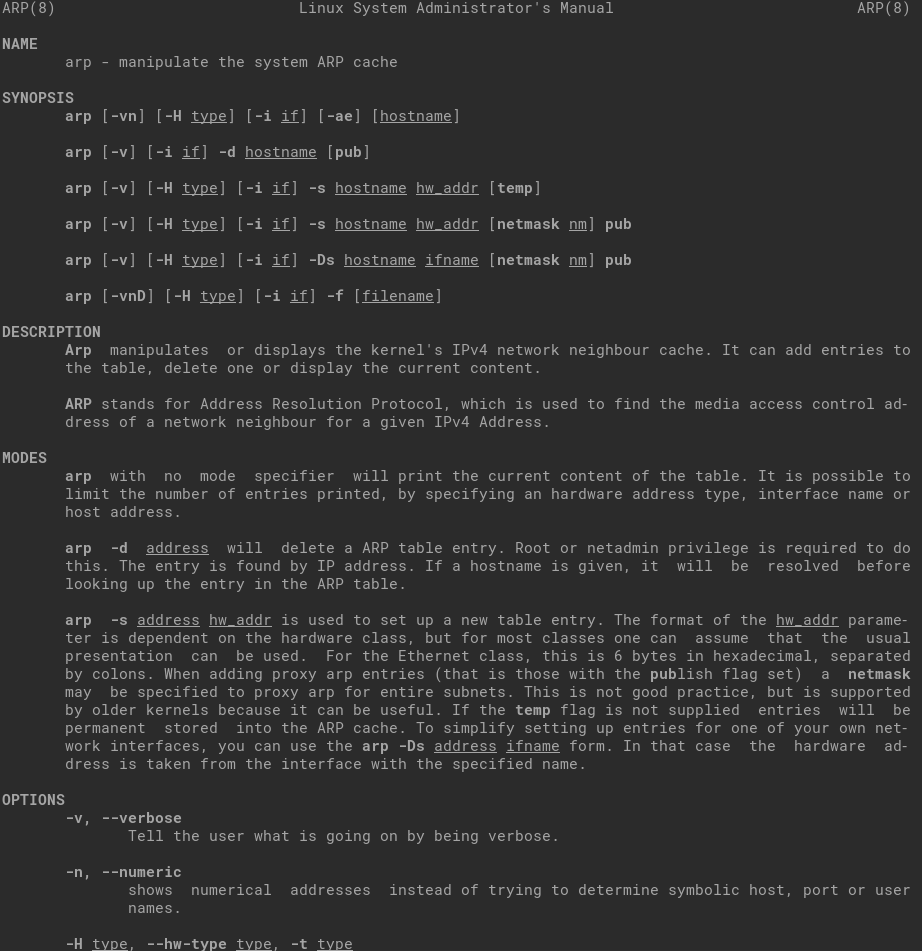 ARP(8) Linux System Administrator's Manual ARP(8)
NAME
arp - manipulate the system ARP cache
SYNOPSIS
arp [-vn] [-H type] [-i if] [-ae] [hostname]
arp [-v] [-i if] -d hostname [pub]
arp [-v] [-H type] [-i if] -s hostname hw_addr [temp]
arp [-v] [-H type] [-i if] -s hostname hw_addr [netmask nm] pub
arp [-v] [-H type] [-i if] -Ds hostname ifname [netmask nm] pub
arp [-vnD] [-H type] [-i if] -f [filename]
DESCRIPTION
Arp manipulates or displays the kernel's IPv4 network neighbour cache. It can add entries to
the table, delete one or display the current content.
ARP stands for Address Resolution Protocol, which is used to find the media access control ad-
dress of a network neighbour for a given IPv4 Address.
MODES
arp with no mode specifier will print the current content of the table. It is possible to
limit the number of entries printed, by specifying an hardware address type, interface name or
host address.
arp -d address will delete a ARP table entry. Root or netadmin privilege is required to do
this. The entry is found by IP address. If a hostname is given, it will be resolved before
looking up the entry in the ARP table.
arp -s address hw_addr is used to set up a new table entry. The format of the hw_addr parame-
ter is dependent on the hardware class, but for most classes one can assume that the usual
presentation can be used. For the Ethernet class, this is 6 bytes in hexadecimal, separated
by colons. When adding proxy arp entries (that is those with the publish flag set) a netmask
may be specified to proxy arp for entire subnets. This is not good practice, but is supported
by older kernels because it can be useful. If the temp flag is not supplied entries will be
permanent stored into the ARP cache. To simplify setting up entries for one of your own net-
work interfaces, you can use the arp -Ds address ifname form. In that case the hardware ad-
dress is taken from the interface with the specified name.
OPTIONS
-v, --verbose
Tell the user what is going on by being verbose.
-n, --numeric
shows numerical addresses instead of trying to determine symbolic host, port or user
names.
-H type, --hw-type type, -t type